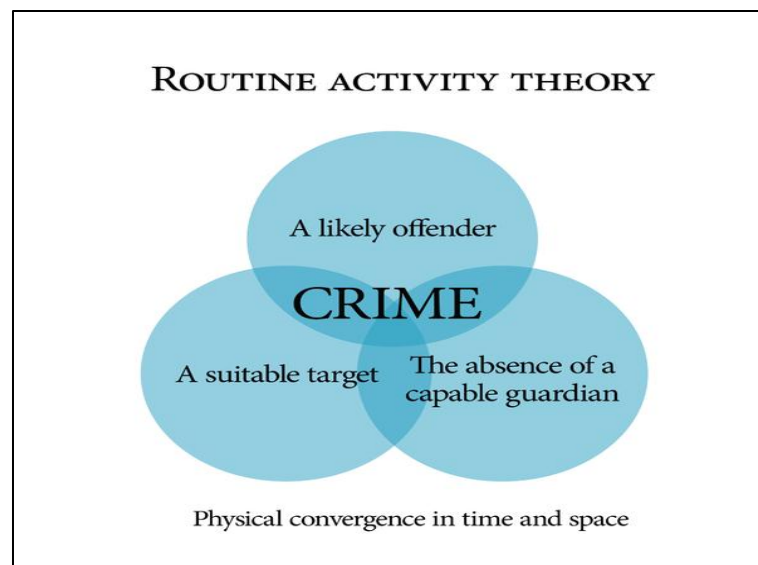 ROUTINE ACTIVITY THEORY
A likely offender
CRIME
A suitable target
The absence of a
capable guardian
Physical convergence in time and space